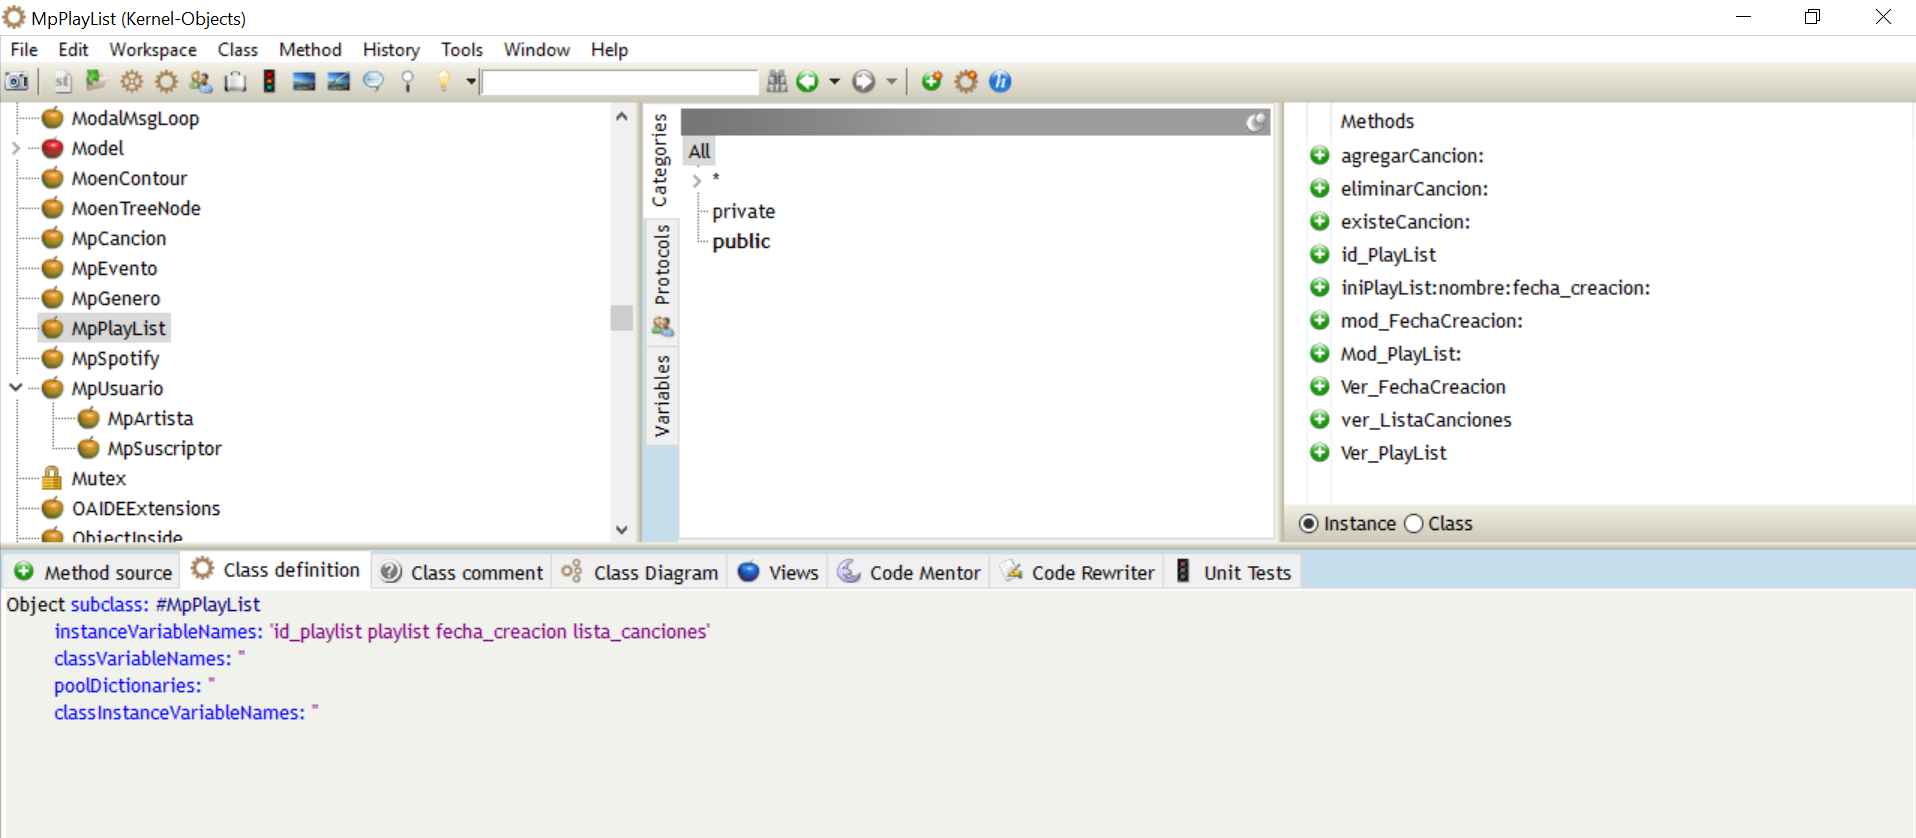 MpPlayList (Kernel-Objects)
File Edit Workspace Class Method History Tools Window Help
st
h
ModalMsgLoop
Model
MoenContour
MoenTreeNode
MpCancion
MpEvento
MpGenero
MpPlayList
MpSpotify
MpUsuario
MpArtista
MpSuscriptor
Mutex
OAIDEExtensions
ObjectInside
Categories
Protocols
Variables
All
*
private
public
Methods
agregarCancion:
eliminarCancion:
existeCancion:
id_PlayList
iniPlayList:nombre:fecha_creacion:
mod_FechaCreacion:
Mod_PlayList:
Ver_FechaCreacion
ver_ListaCanciones
Ver_PlayList
Instance Class
Method source Class definition Class comment Class Diagram Views Code Mentor Code Rewriter Unit Tests
Object subclass: #MpPlayList
instanceVariableNames: 'id_playlist playlist fecha_creacion lista_canciones'
classVariableNames: ''
poolDictionaries: ''
classInstanceVariableNames: ''